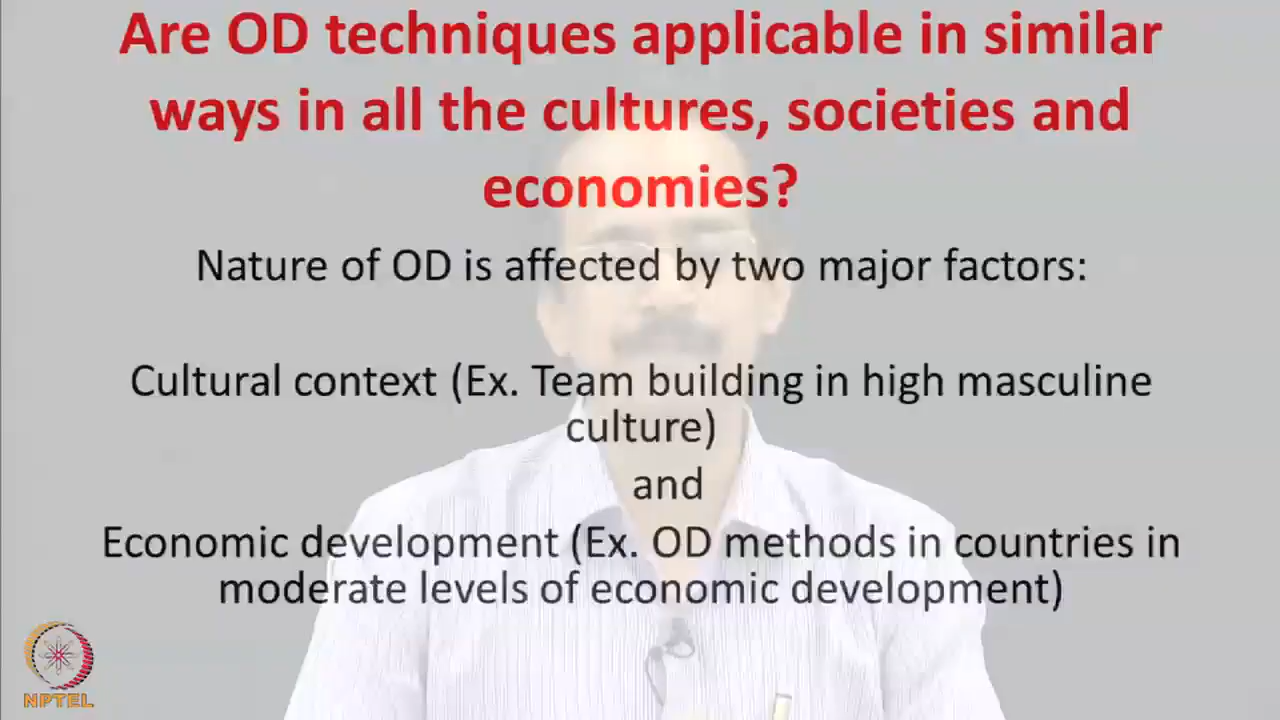 Are OD techniques applicable in similar
ways in all the cultures, societies and
economies?
Nature of OD is affected by two major factors:
Cultural context (Ex. Team building in high masculine
culture)
and
Economic development (Ex. OD methods in countries in
moderate levels of economic development)
NPTEL